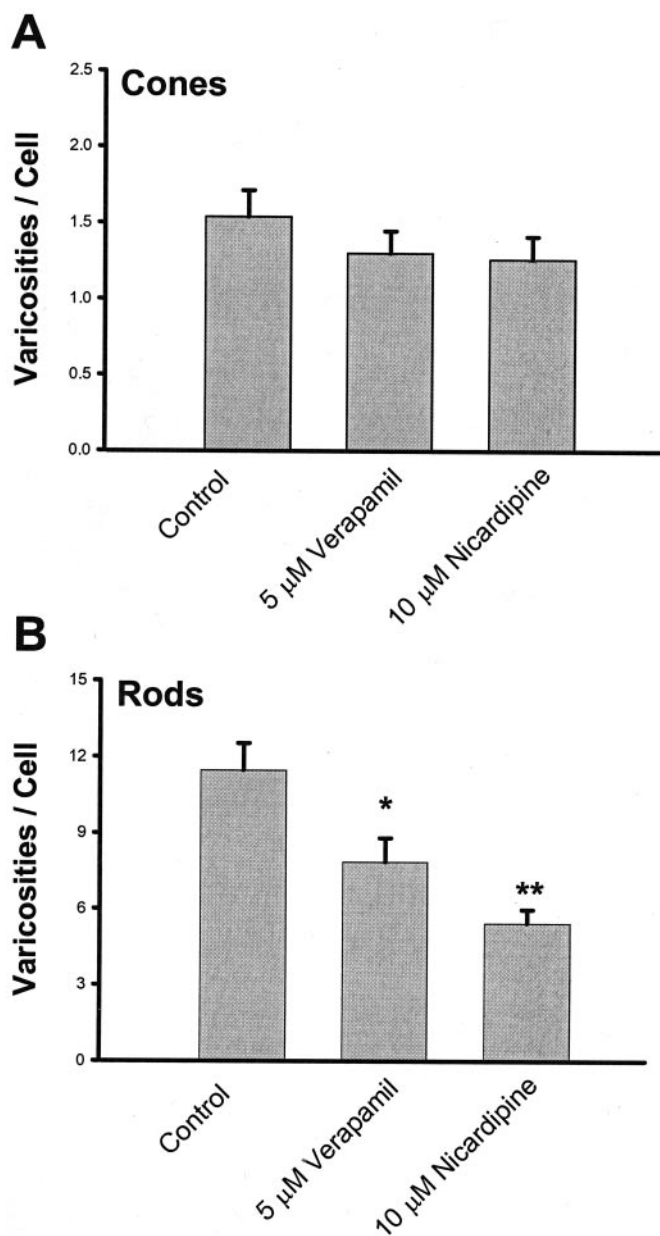 A
Cones
Varicosities / Cell
2.5
2.0
1.5
1.0
0.5
0.0
Control
5 μM Verapamil
10 μM Nicardipine
B
Rods
Varicosities / Cell
15
12
9
6
3
0
*
**
Control
5 μM Verapamil
10 μM Nicardipine